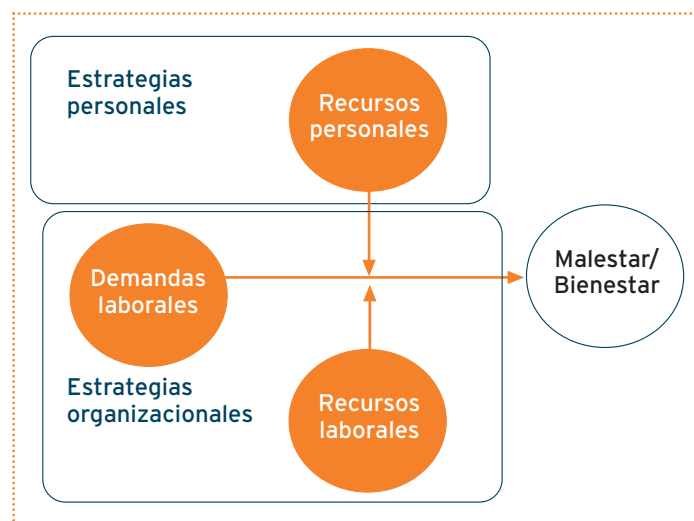 Estrategias
personales
Recursos
personales
Demandas
laborales
Malestar/
Bienestar
Estrategias
organizacionales
Recursos
laborales